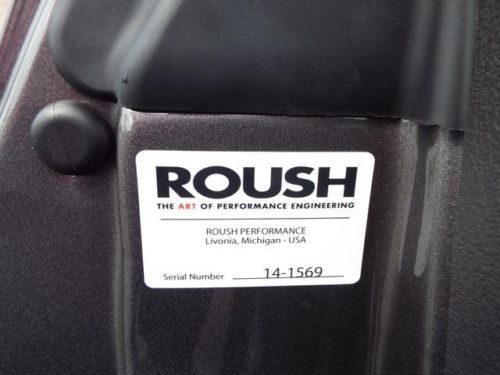 ROUSH
THE ART OF PERFORMANCE ENGINEERING
ROUSH PERFORMANCE
Livonia, Michigan - USA
Serial Number 14-1569